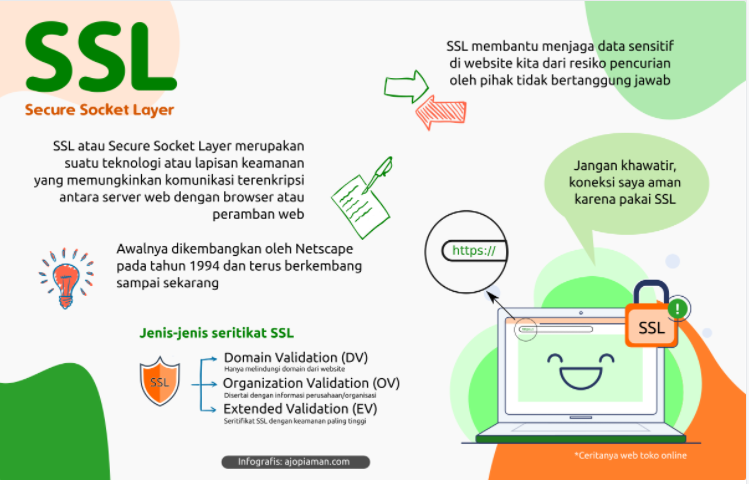 SSL
Secure Socket Layer
SSL atau Secure Socket Layer merupakan
suatu teknologi atau lapisan keamanan
yang memungkinkan komunikasi terenkripsi
antara server web dengan browser atau
peramban web
Awalnya dikembangkan oleh Netscape
pada tahun 1994 dan terus berkembang
sampai sekarang
Jenis-jenis seritikat SSL
SSL
Domain Validation (DV)
Hanya melindungi domain dari website
Organization Validation (OV)
Disertai dengan informasi perusahaan/organisasi
Extended Validation (EV)
Seritifikat SSL dengan keamanan paling tinggi
Infografis: ajopiaman.com
SSL membantu menjaga data sensitif
di website kita dari resiko pencurian
oleh pihak tidak bertanggung jawab
Jangan khawatir,
koneksi saya aman
karena pakai SSL
https://
SSL
!
*Ceritanya web toko online